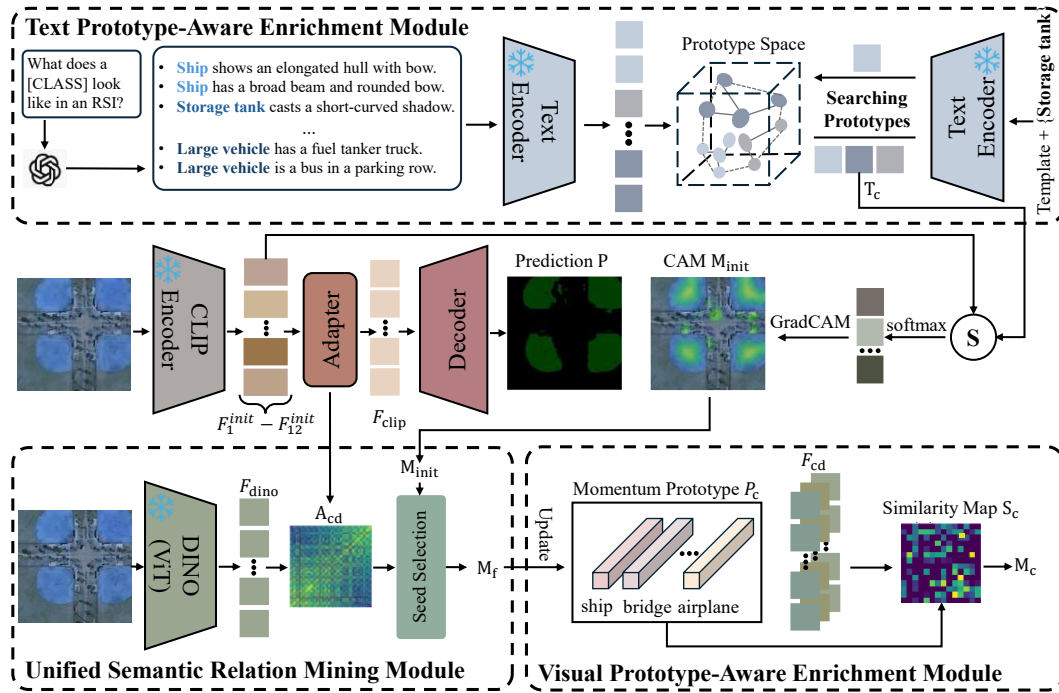 Text Prototype-Aware Enrichment Module
What does a
[CLASS] look
like in an RSI?
• Ship shows an elongated hull with bow.
• Ship has a broad beam and rounded bow.
• Storage tank casts a short-curved shadow.
...
• Large vehicle has a fuel tanker truck.
• Large vehicle is a bus in a parking row.
Text
Encoder
Prototype Space
Searching
Prototypes
T_c
Text
Encoder
Template + {Storage tank}
CLIP
Encoder
F_1^{init} − F_{12}^{init}
Adapter
F_clip
Decoder
Prediction P
CAM M_init
GradCAM
softmax
S
DINO
(ViT)
F_dino
A_cd
M_init
Seed Selection
M_f
Unified Semantic Relation Mining Module
Update
Momentum Prototype P_c
ship bridge airplane
F_cd
Similarity Map S_c
M_c
Visual Prototype-Aware Enrichment Module